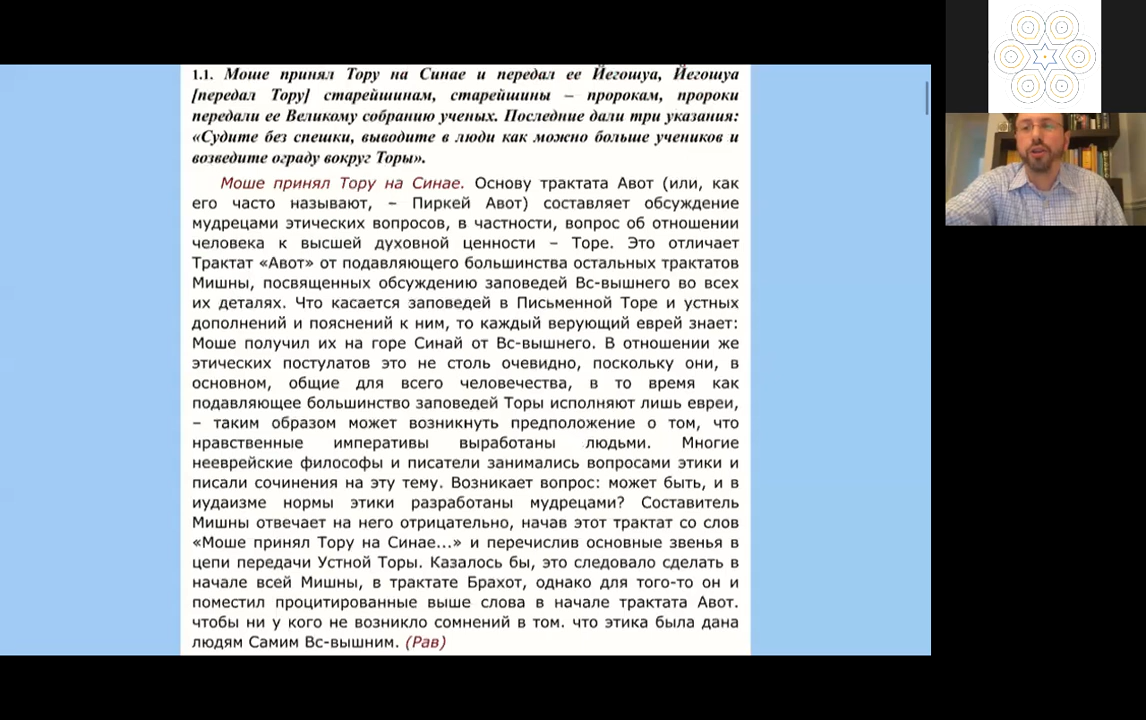 1.1. Моше принял Тору на Синае и передал ее Йегошуа, Йегошуа
[передал Тору] старейшинам, старейшины – пророкам, пророки
передали ее Великому собранию ученых. Последние дали три указания:
«Судите без спешки, выводите в люди как можно больше учеников и
возведите ограду вокруг Торы».
Моше принял Тору на Синае. Основу трактата Авот (или, как
его часто называют, – Пиркей Авот) составляет обсуждение
мудрецами этических вопросов, в частности, вопрос об отношении
человека к высшей духовной ценности – Торе. Это отличает
Трактат «Авот» от подавляющего большинства остальных трактатов
Мишны, посвященных обсуждению заповедей Вс-вышнего во всех
их деталях. Что касается заповедей в Письменной Торе и устных
дополнений и пояснений к ним, то каждый верующий еврей знает:
Моше получил их на горе Синай от Вс-вышнего. В отношении же
этических постулатов это не столь очевидно, поскольку они, в
основном, общие для всего человечества, в то время как
подавляющее большинство заповедей Торы исполняют лишь евреи,
– таким образом может возникнуть предположение о том, что
нравственные императивы выработаны людьми. Многие
нееврейские философы и писатели занимались вопросами этики и
писали сочинения на эту тему. Возникает вопрос: может быть, и в
иудаизме нормы этики разработаны мудрецами? Составитель
Мишны отвечает на него отрицательно, начав этот трактат со слов
«Моше принял Тору на Синае...» и перечислив основные звенья в
цепи передачи Устной Торы. Казалось бы, это следовало сделать в
начале всей Мишны, в трактате Брахот, однако для того-то он и
поместил процитированные выше слова в начале трактата Авот.
чтобы ни у кого не возникло сомнений в том. что этика была дана
людям Самим Вс-вышним. (Рав)